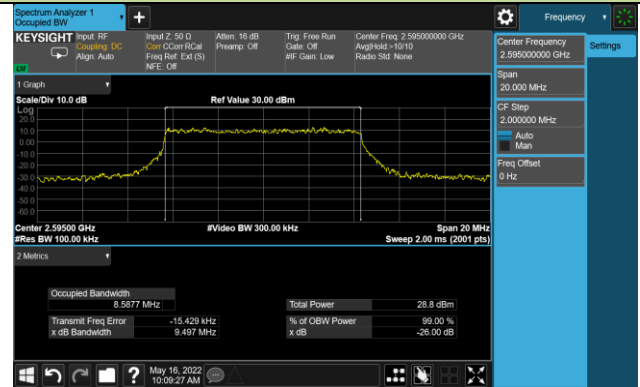 Spectrum Analyzer 1
Occupied BW
Frequency
KEYSIGHT
Input: RF
Coupling: DC
Align: Auto
Input Z: 50 Ω
Corr CCorr RCal
Freq Ref: Ext (S)
NFE: Off
Atten: 16 dB
Preamp: Off
Trig: Free Run
Gate: Off
#IF Gain: Low
Center Freq: 2.595000000 GHz
Avg|Hold:>10/10
Radio Std: None
Center Frequency
2.595000000 GHz
Settings
Span
20.000 MHz
CF Step
2.000000 MHz
Auto
Man
Freq Offset
0 Hz
1 Graph
Scale/Div 10.0 dB
Ref Value 30.00 dBm
Log
20.0
10.0
0.00
-10.0
-20.0
-30.0
-40.0
-50.0
-60.0
Center 2.59500 GHz
#Video BW 300.00 kHz
Span 20 MHz
#Res BW 100.00 kHz
Sweep 2.00 ms (2001 pts)
2 Metrics
Occupied Bandwidth
8.5877 MHz
Total Power
28.8 dBm
Transmit Freq Error
-15.429 kHz
% of OBW Power
99.00 %
x dB Bandwidth
9.497 MHz
x dB
-26.00 dB
May 16, 2022
10:09:27 AM